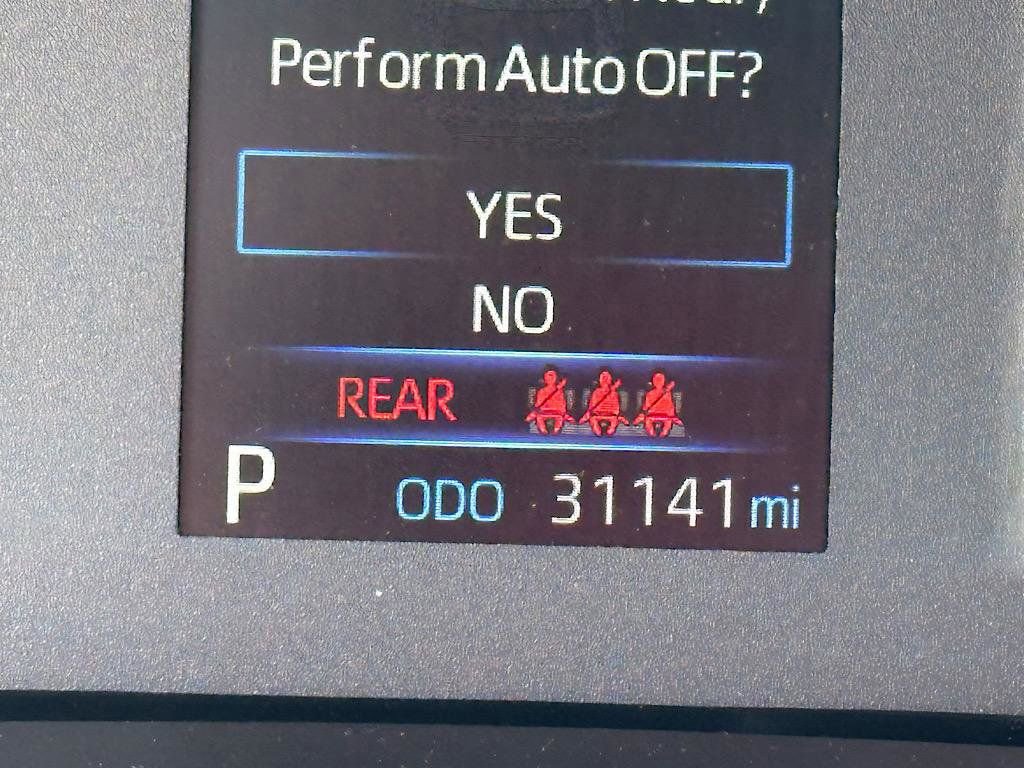 Perform Auto OFF?
YES
NO
REAR
P ODO 31141 mi